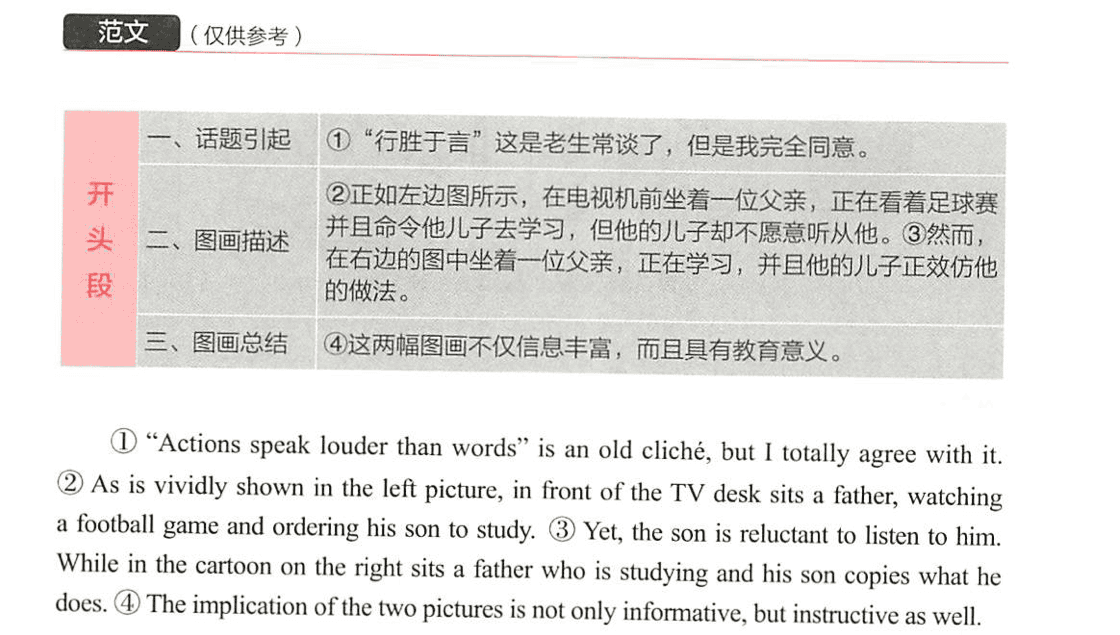 范文（仅供参考）
开头段
一、话题引起
①“行胜于言”这是老生常谈了，但是我完全同意。
二、图画描述
②正如左边图所示，在电视机前坐着一位父亲，正在看着足球赛
并且命令他儿子去学习，但他的儿子却不愿意听从他。③然而，
在右边的图中坐着一位父亲，正在学习，并且他的儿子正效仿他
的做法。
三、图画总结
④这两幅图画不仅信息丰富，而且具有教育意义。
① “Actions speak louder than words” is an old cliché, but I totally agree with it.
② As is vividly shown in the left picture, in front of the TV desk sits a father, watching
a football game and ordering his son to study. ③ Yet, the son is reluctant to listen to him.
While in the cartoon on the right sits a father who is studying and his son copies what he
does. ④ The implication of the two pictures is not only informative, but instructive as well.